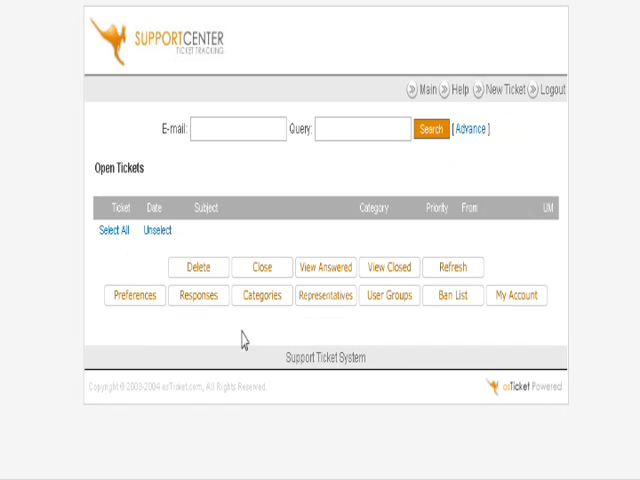 SUPPORTCENTER
TICKET TRACKING
Main Help New Ticket Logout
E-mail: Query: Search [ Advance ]
Open Tickets
Ticket Date Subject Category Priority From UM
Select All Unselect
Delete Close View Answered View Closed Refresh
Preferences Responses Categories Representatives User Groups Ban List My Account
Support Ticket System
Copyright © 2003-2004 osTicket.com, All Rights Reserved. osTicket Powered